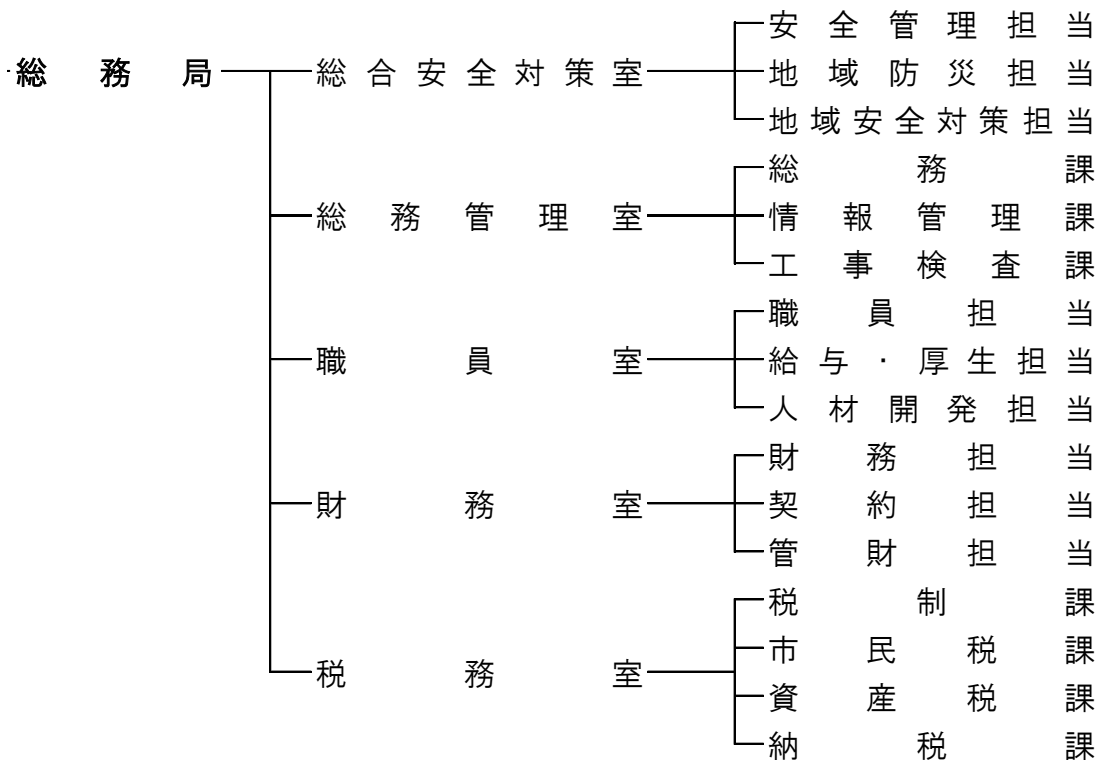 安全管理担当
総務局 総合安全対策室 地域防災担当
地域安全対策担当
総務課
総務管理室 情報管理課
工事検査課
職員担当
職員室 給与・厚生担当
人材開発担当
財務担当
財務室 契約担当
管財担当
税制課
市民税課
税務室
資産税課
納税課